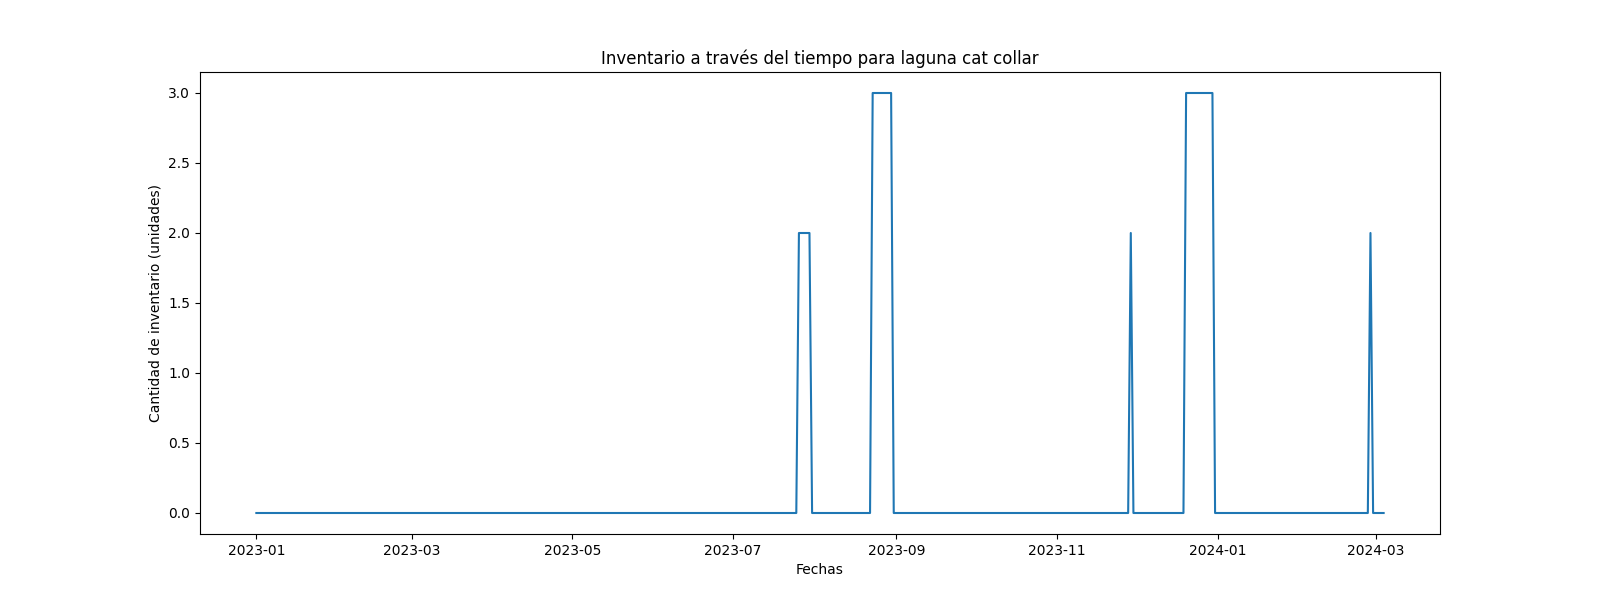 Inventario a través del tiempo para laguna cat collar
3.0
2.5
2.0
1.5
1.0
0.5
0.0
Cantidad de inventario (unidades)
2023-01 2023-03 2023-05 2023-07 2023-09 2023-11 2024-01 2024-03
Fechas